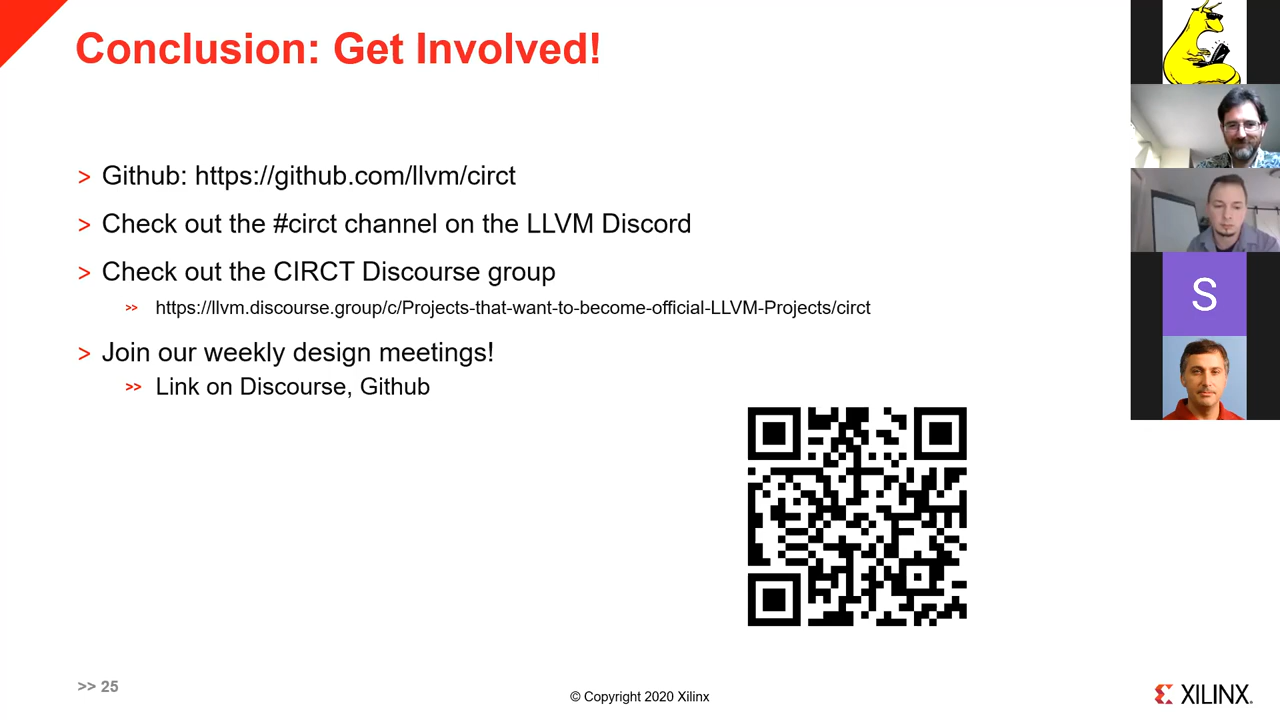 Conclusion: Get Involved!
> Github: https://github.com/llvm/circt
> Check out the #circt channel on the LLVM Discord
> Check out the CIRCT Discourse group
>> https://llvm.discourse.group/c/Projects-that-want-to-become-official-LLVM-Projects/circt
> Join our weekly design meetings!
>> Link on Discourse, Github
S
>> 25
© Copyright 2020 Xilinx
XILINX.